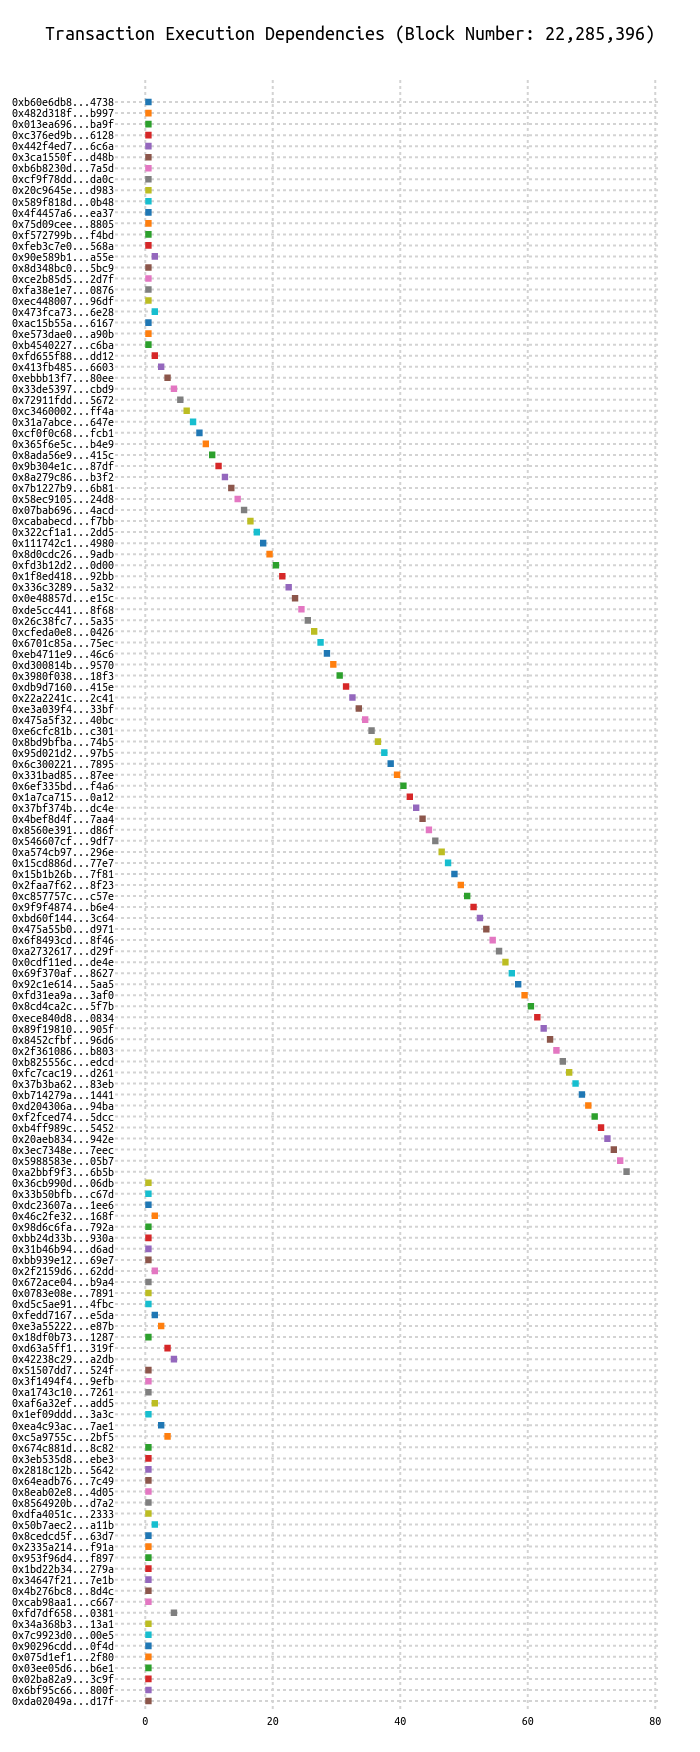 Transaction Execution Dependencies (Block Number: 22,285,396)
0xb60e6db8...4738
0x482d318f...b997
0x013ea696...ba9f
0xc376ed9b...6128
0x442f4ed7...6c6a
0x3ca1550f...d48b
0xb6b8230d...7a5d
0xcf9f78dd...da0c
0x20c9645e...d983
0x589f818d...0b48
0x4f4457a6...ea37
0x75d09cee...8805
0xf572799b...f4bd
0xfeb3c7e0...568a
0x90e589b1...a55e
0x8d348bc0...5bc9
0xce2b85d5...2d7f
0xfa38e1e7...0876
0xec448007...96df
0x473fca73...6e28
0xac15b55a...6167
0xe573dae0...a90b
0xb4540227...c6ba
0xfd655f88...dd12
0x413fb485...6603
0xebbb13f7...80ee
0x33de5397...cbd9
0x72911fdd...5672
0xc3460002...ff4a
0x31a7abce...647e
0xcf0f0c68...fcb1
0x365f6e5c...b4e9
0x8ada56e9...415c
0x9b304e1c...87df
0x8a279c86...b3f2
0x7b1227b9...6b81
0x58ec9105...24d8
0x07bab696...4acd
0xcababecd...f7bb
0x322cf1a1...2dd5
0x111742c1...4980
0x8d0cdc26...9adb
0xfd3b12d2...0d00
0x1f8ed418...92bb
0x336c3289...5a32
0x0e48857d...e15c
0xde5cc441...8f68
0x26c38fc7...5a35
0xcfeda0e8...0426
0x6701c85a...75ec
0xeb4711e9...46c6
0xd300814b...9570
0x3980f038...18f3
0xdb9d7160...415e
0x22a2241c...2c41
0xe3a039f4...33bf
0x475a5f32...40bc
0xe6cfc81b...c301
0x8bd9bfba...74b5
0x95d021d2...97b5
0x6c300221...7895
0x331bad85...87ee
0x6ef335bd...f4a6
0x1a7ca715...0a12
0x37bf374b...dc4e
0x4bef8d4f...7aa4
0x8560e391...d86f
0x546607cf...9df7
0xa574cb97...296e
0x15cd886d...77e7
0x15b1b26b...7f81
0x2faa7f62...8f23
0xc857757c...c57e
0x9f9f4874...b6e4
0xbd60f144...3c64
0x475a55b0...d971
0x6f8493cd...8f46
0xa2732617...d29f
0x0cdf11ed...de4e
0x69f370af...8627
0x92c1e614...5aa5
0xfd31ea9a...3af0
0x8cd4ca2c...5f7b
0xece840d8...0834
0x89f19810...905f
0x8452cfbf...96d6
0x2f361086...b803
0xb825556c...edcd
0xfc7cac19...d261
0x37b3ba62...83eb
0xb714279a...1441
0xd204306a...94ba
0xf2fced74...5dcc
0xb4ff989c...5452
0x20aeb834...942e
0x3ec7348e...7eec
0x5988583e...05b7
0xa2bbf9f3...6b5b
0x36cb990d...06db
0x33b50bfb...c67d
0xdc23607a...1ee6
0x46c2fe32...168f
0x98d6c6fa...792a
0xbb24d33b...930a
0x31b46b94...d6ad
0xbb939e12...69e7
0x2f2159d6...62dd
0x672ace04...b9a4
0x0783e08e...7891
0xd5c5ae91...4fbc
0xfedd7167...e5da
0xe3a55222...e87b
0x18df0b73...1287
0xd63a5ff1...319f
0x42238c29...a2db
0x51507dd7...524f
0x3f1494f4...9efb
0xa1743c10...7261
0xaf6a32ef...add5
0x1ef09ddd...3a3c
0xea4c93ac...7ae1
0xc5a9755c...2bf5
0x674c881d...8c82
0x3eb535d8...ebe3
0x2818c12b...5642
0x64eadb76...7c49
0x8eab02e8...4d05
0x8564920b...d7a2
0xdfa4051c...2333
0x50b7aec2...a11b
0x8cedcd5f...63d7
0x2335a214...f91a
0x953f96d4...f897
0x1bd22b34...279a
0x34647f21...7e1b
0x4b276bc8...8d4c
0xcab98aa1...c667
0xfd7df658...0381
0x34a368b3...13a1
0x7c9923d0...00e5
0x90296cdd...0f4d
0x075d1ef1...2f80
0x03ee05d6...b6e1
0x02ba82a9...3c9f
0x6bf95cb6...800f
0xda02049a...d17f
0 20 40 60 80